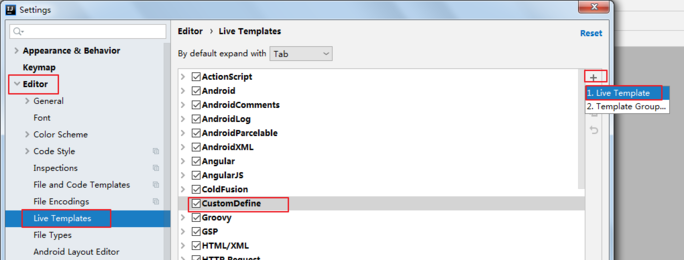 Settings
Appearance & Behavior
Keymap
Editor
General
Font
Color Scheme
Code Style
Inspections
File and Code Templates
File Encodings
Live Templates
File Types
Android Layout Editor
Editor › Live Templates
Reset
By default expand with Tab
ActionScript
Android
AndroidComments
AndroidLog
AndroidParcelable
AndroidXML
Angular
AngularJS
ColdFusion
CustomDefine
Groovy
GSP
HTML/XML
HTTP Request
1. Live Template
2. Template Group...